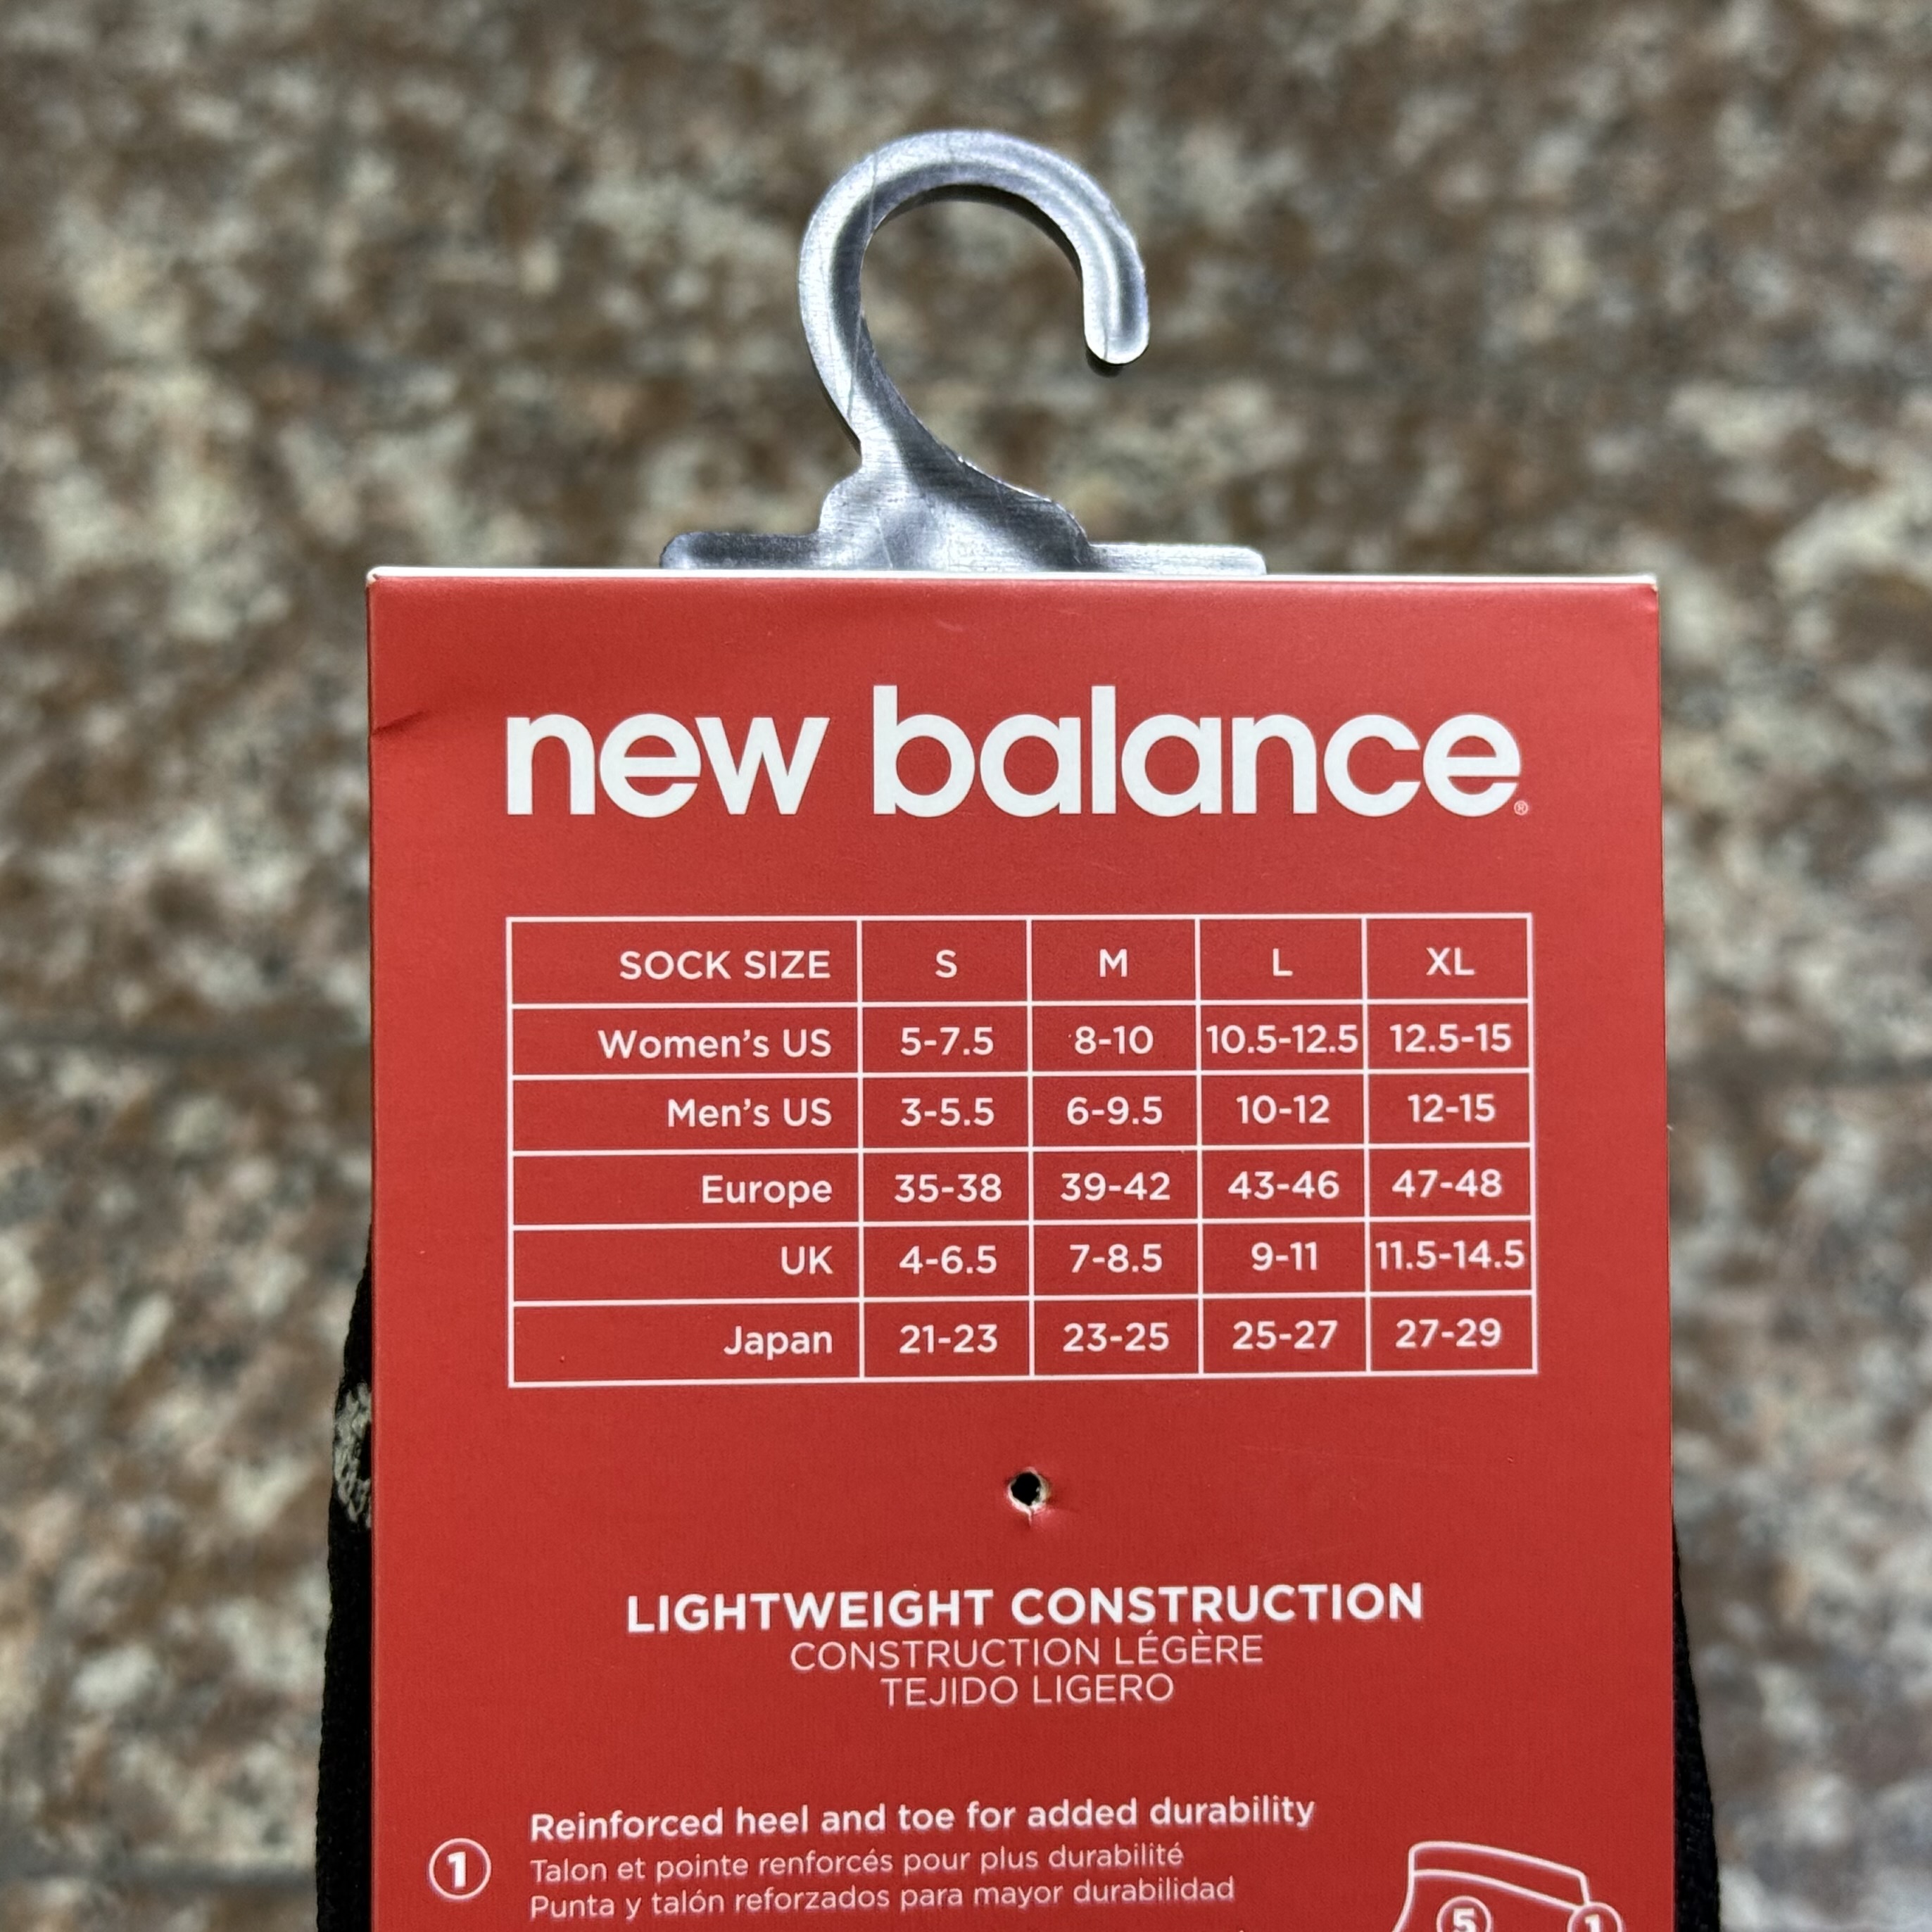 new balance®
SOCK SIZE S M L XL
Women's US 5-7.5 8-10 10.5-12.5 12.5-15
Men's US 3-5.5 6-9.5 10-12 12-15
Europe 35-38 39-42 43-46 47-48
UK 4-6.5 7-8.5 9-11 11.5-14.5
Japan 21-23 23-25 25-27 27-29
LIGHTWEIGHT CONSTRUCTION
CONSTRUCTION LÉGÈRE
TEJIDO LIGERO
1 Reinforced heel and toe for added durability
Talon et pointe renforcés pour plus durabilité
Punta y talón reforzados para mayor durabilidad
5 1